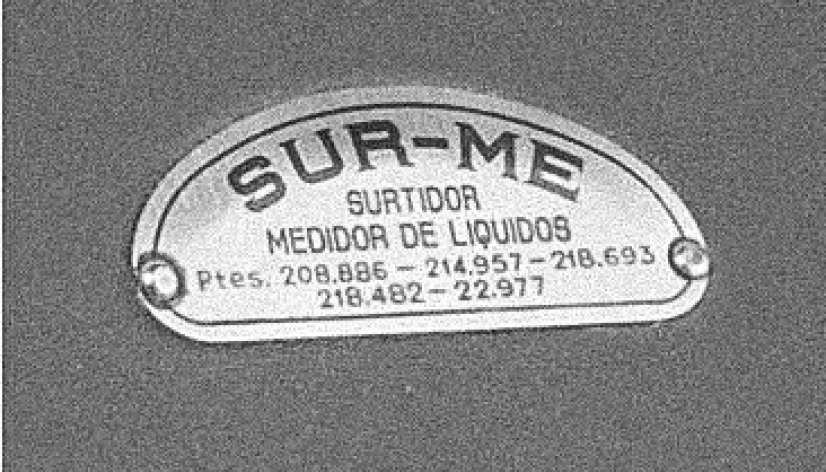 SUR-ME
SURTIDOR
MEDIDOR DE LIQUIDOS
Ptes. 208.886 – 214.957 – 218.693
218.482 – 22.977